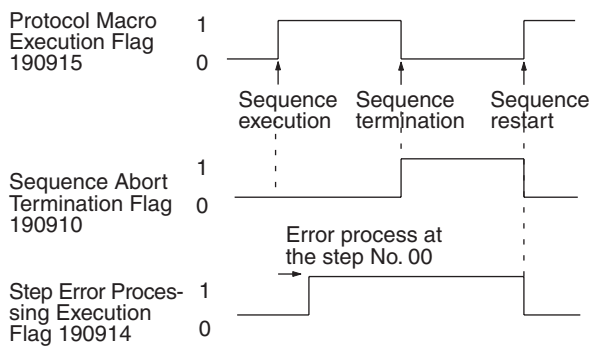 Protocol Macro
Execution Flag
190915
1
0
Sequence
execution
Sequence
termination
Sequence
restart
Sequence Abort
Termination Flag
190910
1
0
Error process at
the step No. 00
Step Error Proces-
sing Execution
Flag 190914
1
0